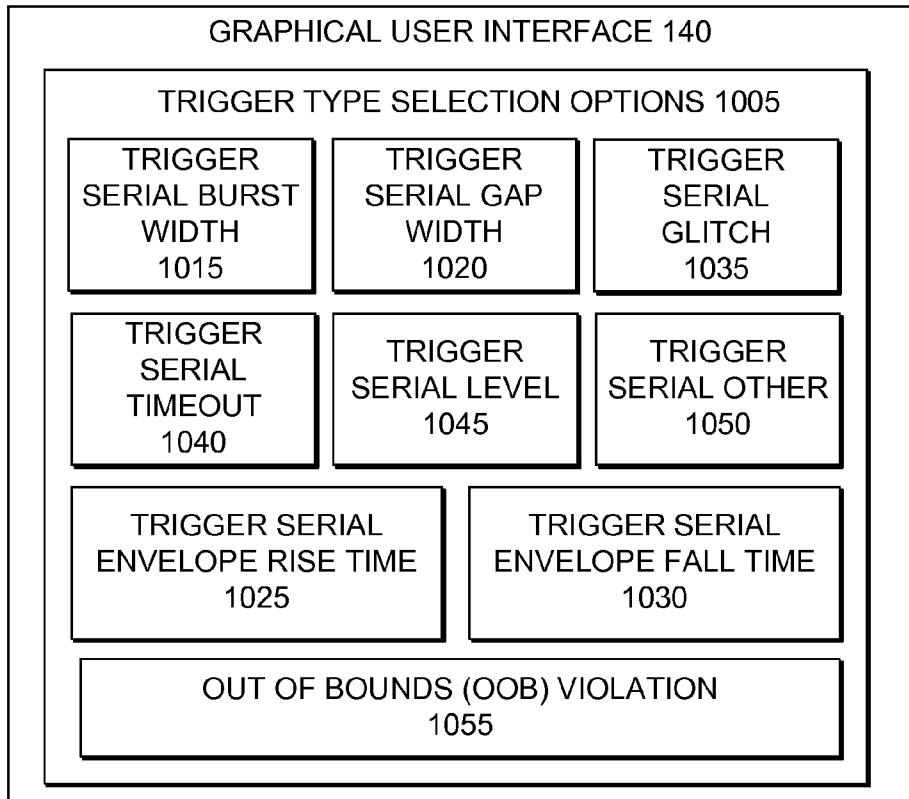 GRAPHICAL USER INTERFACE 140
TRIGGER TYPE SELECTION OPTIONS 1005
TRIGGER
SERIAL BURST
WIDTH
1015
TRIGGER
SERIAL GAP
WIDTH
1020
TRIGGER
SERIAL
GLITCH
1035
TRIGGER
SERIAL
TIMEOUT
1040
TRIGGER
SERIAL LEVEL
1045
TRIGGER
SERIAL OTHER
1050
TRIGGER SERIAL
ENVELOPE RISE TIME
1025
TRIGGER SERIAL
ENVELOPE FALL TIME
1030
OUT OF BOUNDS (OOB) VIOLATION
1055